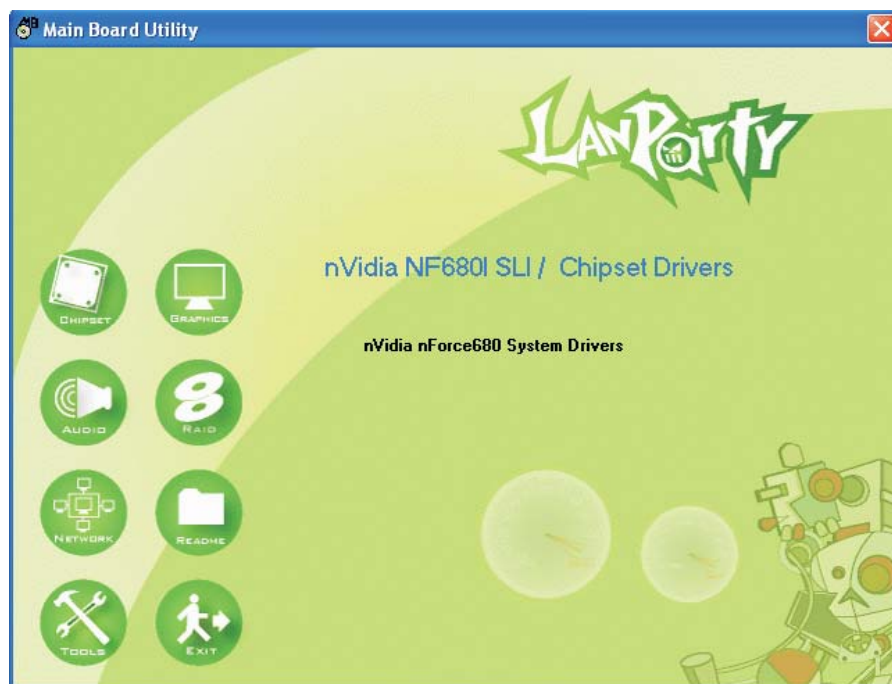 MB
Main Board Utility
LANPARTY
nVidia NF680I SLI / Chipset Drivers
nVidia nForce680 System Drivers
CHIPSET
GRAPHICS
AUDIO
RAID
NETWORK
README
TOOLS
EXIT